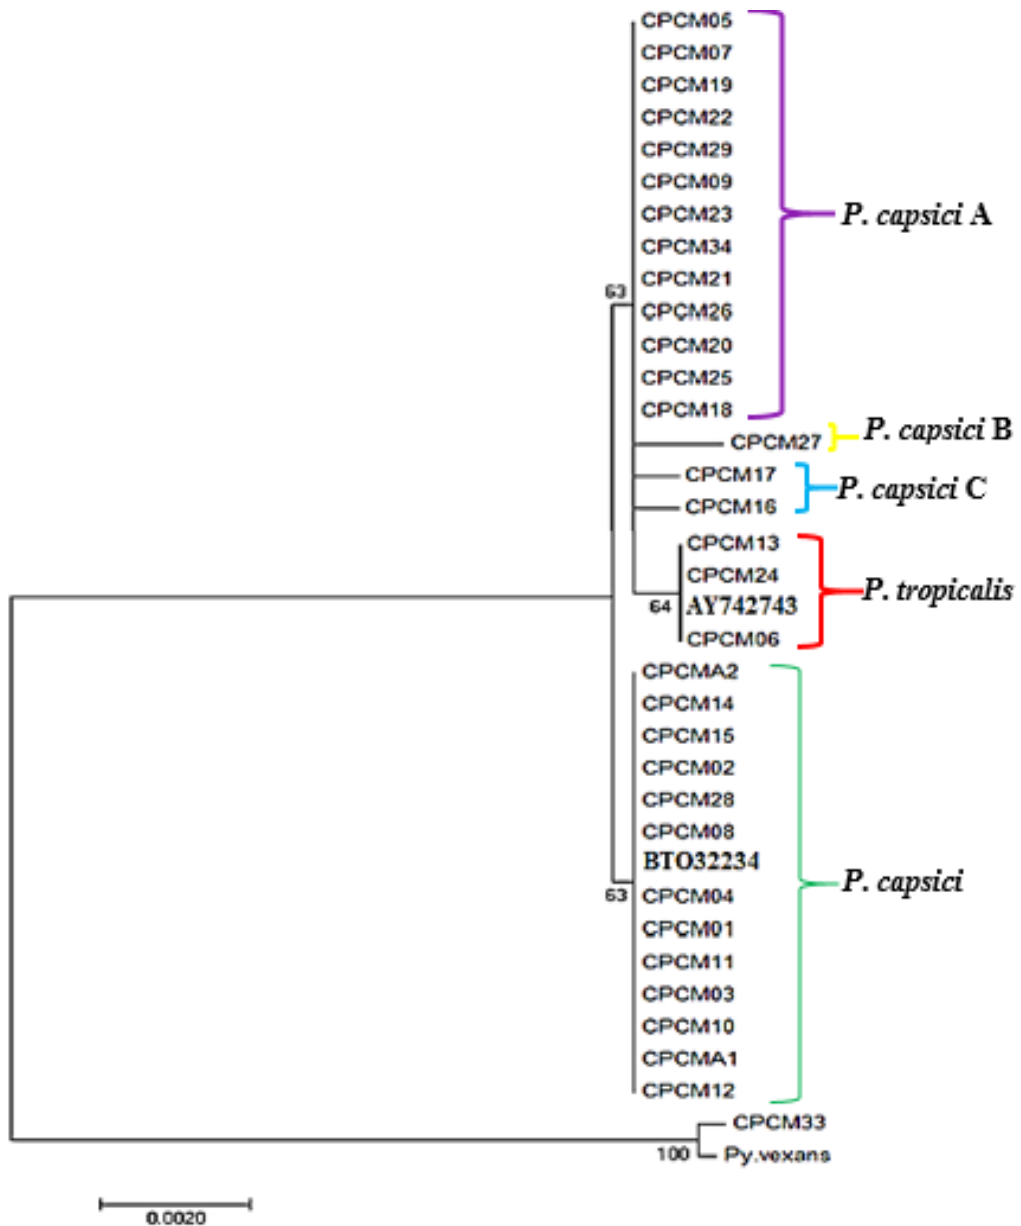 CPCM05
CPCM07
CPCM19
CPCM22
CPCM29
CPCM09
CPCM23
P. capsici A
CPCM34
CPCM21
63
CPCM26
CPCM20
CPCM25
CPCM18
CPCM27
P. capsici B
CPCM17
P. capsici C
CPCM16
CPCM13
CPCM24
P. tropicalis
64
AY742743
CPCM06
CPCMA2
CPCM14
CPCM15
CPCM02
CPCM28
CPCM08
BTO32234
P. capsici
63
CPCM04
CPCM01
CPCM11
CPCM03
CPCM10
CPCMA1
CPCM12
CPCM33
100
Py.vexans
0.0020